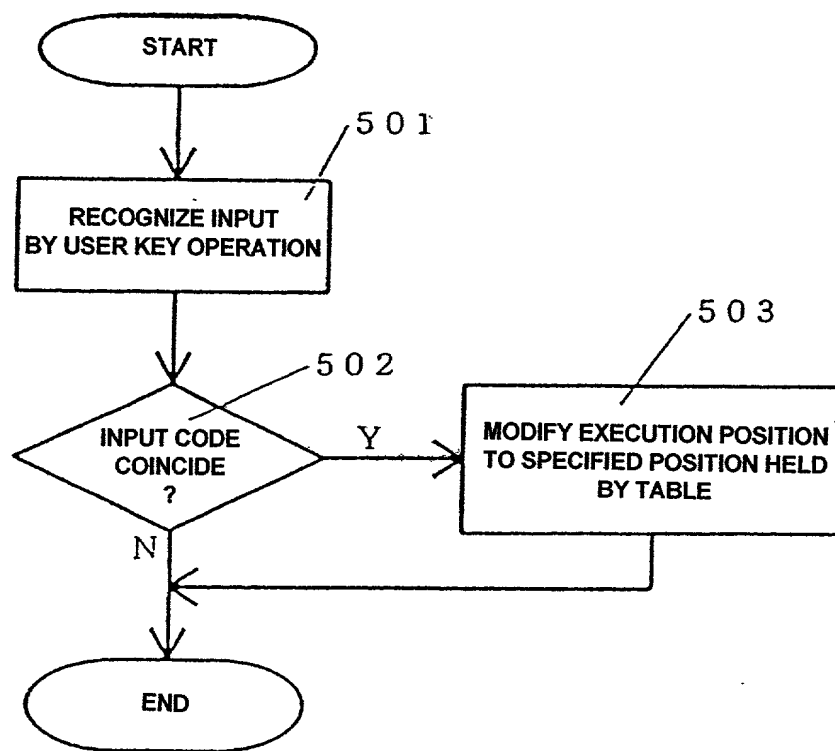 START
501
RECOGNIZE INPUT
BY USER KEY OPERATION
502
INPUT CODE
COINCIDE
?
Y
N
503
MODIFY EXECUTION POSITION
TO SPECIFIED POSITION HELD
BY TABLE
END